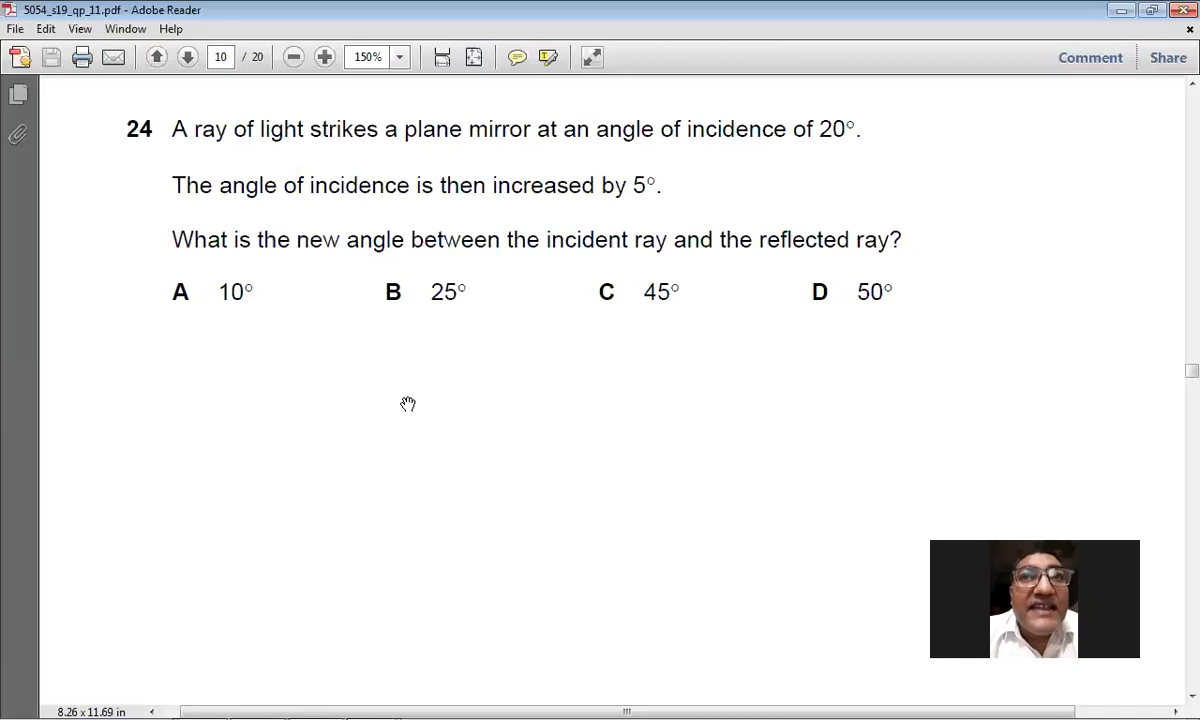 5054_s19_qp_11.pdf - Adobe Reader
File Edit View Window Help
10 / 20 150% Comment Share
24 A ray of light strikes a plane mirror at an angle of incidence of 20°.
The angle of incidence is then increased by 5°.
What is the new angle between the incident ray and the reflected ray?
A 10° B 25° C 45° D 50°
8.26 x 11.69 in